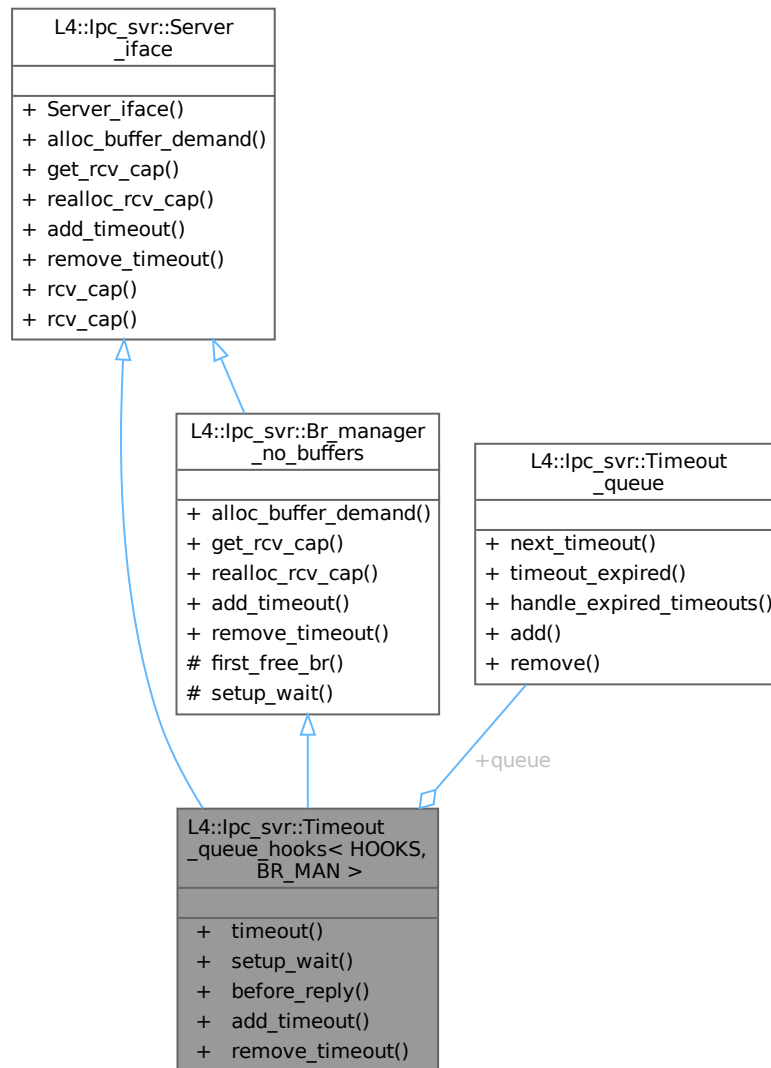 L4::Ipc_svr::Server
_iface
+ Server_iface()
+ alloc_buffer_demand()
+ get_rcv_cap()
+ realloc_rcv_cap()
+ add_timeout()
+ remove_timeout()
+ rcv_cap()
+ rcv_cap()
L4::Ipc_svr::Br_manager
_no_buffers
+ alloc_buffer_demand()
+ get_rcv_cap()
+ realloc_rcv_cap()
+ add_timeout()
+ remove_timeout()
# first_free_br()
# setup_wait()
L4::Ipc_svr::Timeout
_queue
+ next_timeout()
+ timeout_expired()
+ handle_expired_timeouts()
+ add()
+ remove()
+queue
L4::Ipc_svr::Timeout
_queue_hooks< HOOKS,
BR_MAN >
+ timeout()
+ setup_wait()
+ before_reply()
+ add_timeout()
+ remove_timeout()